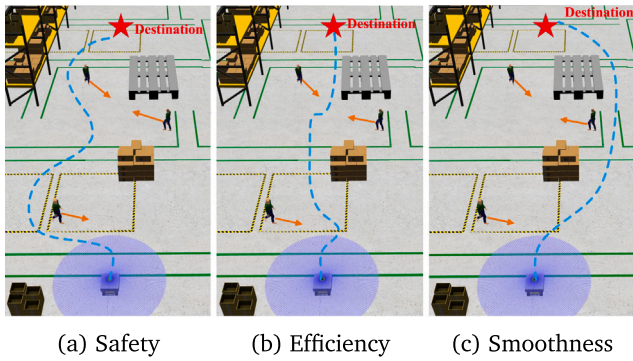 Destination
Destination
Destination
(a) Safety
(b) Efficiency
(c) Smoothness